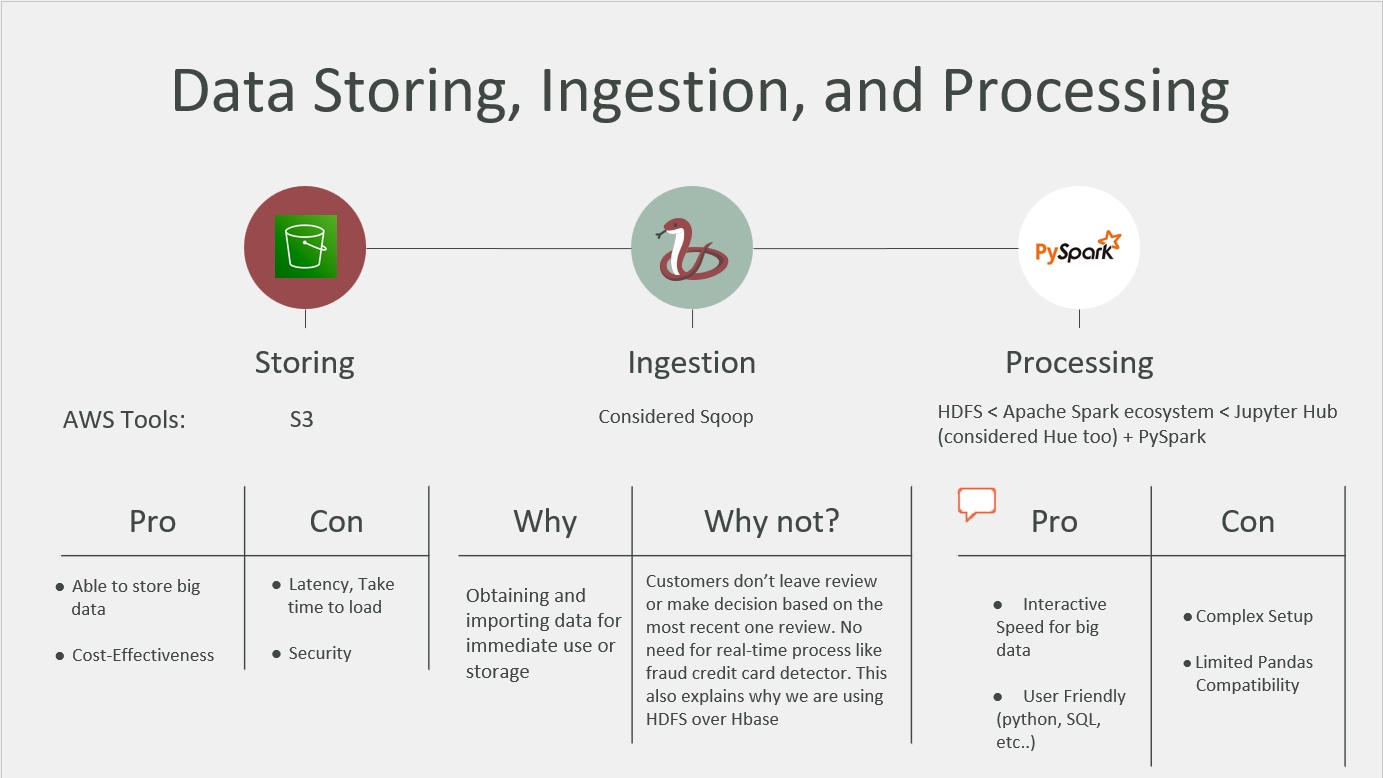 Data Storing, Ingestion, and Processing
PySpark
Storing
Ingestion
Processing
AWS Tools:
S3
Considered Sqoop
HDFS < Apache Spark ecosystem < Jupyter Hub
(considered Hue too) + PySpark
Pro
Con
● Able to store big
data
● Cost-Effectiveness
● Latency, Take
time to load
● Security
Why
Why not?
Obtaining and
importing data for
immediate use or
storage
Customers don’t leave review
or make decision based on the
most recent one review. No
need for real-time process like
fraud credit card detector. This
also explains why we are using
HDFS over Hbase
Pro
Con
● Interactive
Speed for big
data
● User Friendly
(python, SQL,
etc..)
● Complex Setup
● Limited Pandas
Compatibility